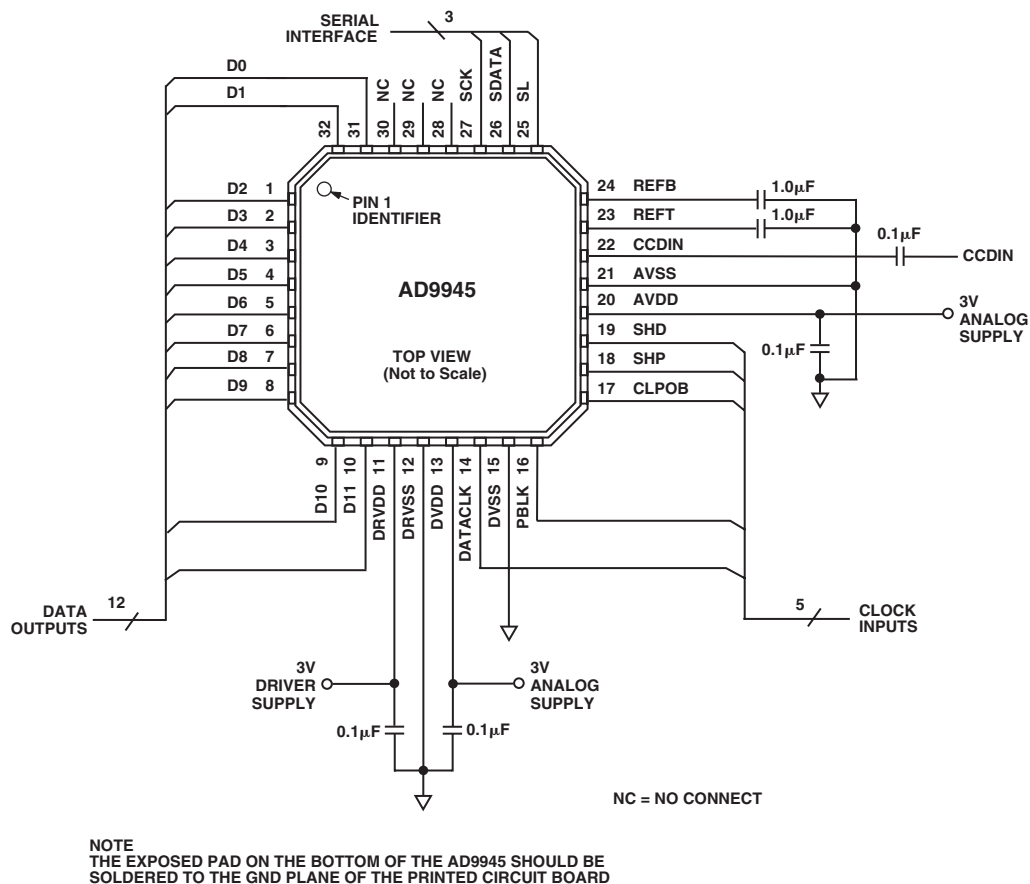 SERIAL
INTERFACE
3
D0
D1
32
31
30 NC
29 NC
28 NC
27 SCK
26 SDATA
25 SL
D2 1
D3 2
D4 3
D5 4
D6 5
D7 6
D8 7
D9 8
PIN 1
IDENTIFIER
AD9945
TOP VIEW
(Not to Scale)
24 REFB
23 REFT
22 CCDIN
21 AVSS
20 AVDD
19 SHD
18 SHP
17 CLPOB
1.0µF
1.0µF
0.1µF
CCDIN
3V
ANALOG
SUPPLY
0.1µF
D10 9
D11 10
DRVDD 11
DRVSS 12
DVDD 13
DATACLK 14
DVSS 15
PBLK 16
DATA
OUTPUTS
12
5
CLOCK
INPUTS
3V
DRIVER
SUPPLY
3V
ANALOG
SUPPLY
0.1µF
0.1µF
NC = NO CONNECT
NOTE
THE EXPOSED PAD ON THE BOTTOM OF THE AD9945 SHOULD BE
SOLDERED TO THE GND PLANE OF THE PRINTED CIRCUIT BOARD